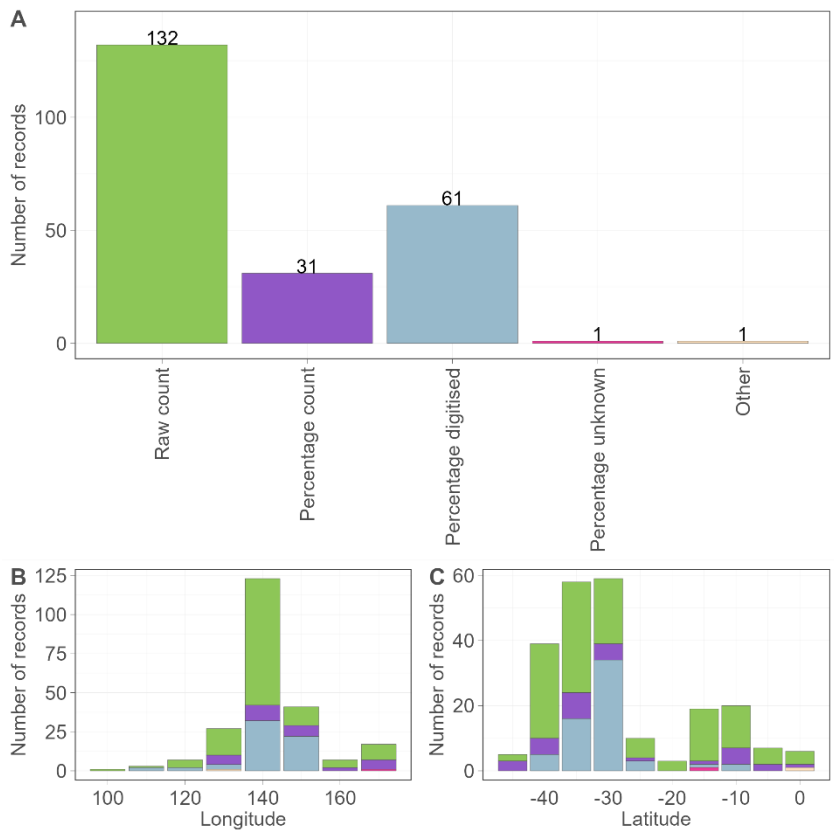 A
Number of records
100
50
0
132
31
61
1
1
Raw count
Percentage count
Percentage digitised
Percentage unknown
Other
B
Number of records
125
100
75
50
25
0
100
120
140
160
Longitude
C
Number of records
60
40
20
0
-40
-30
-20
-10
0
Latitude